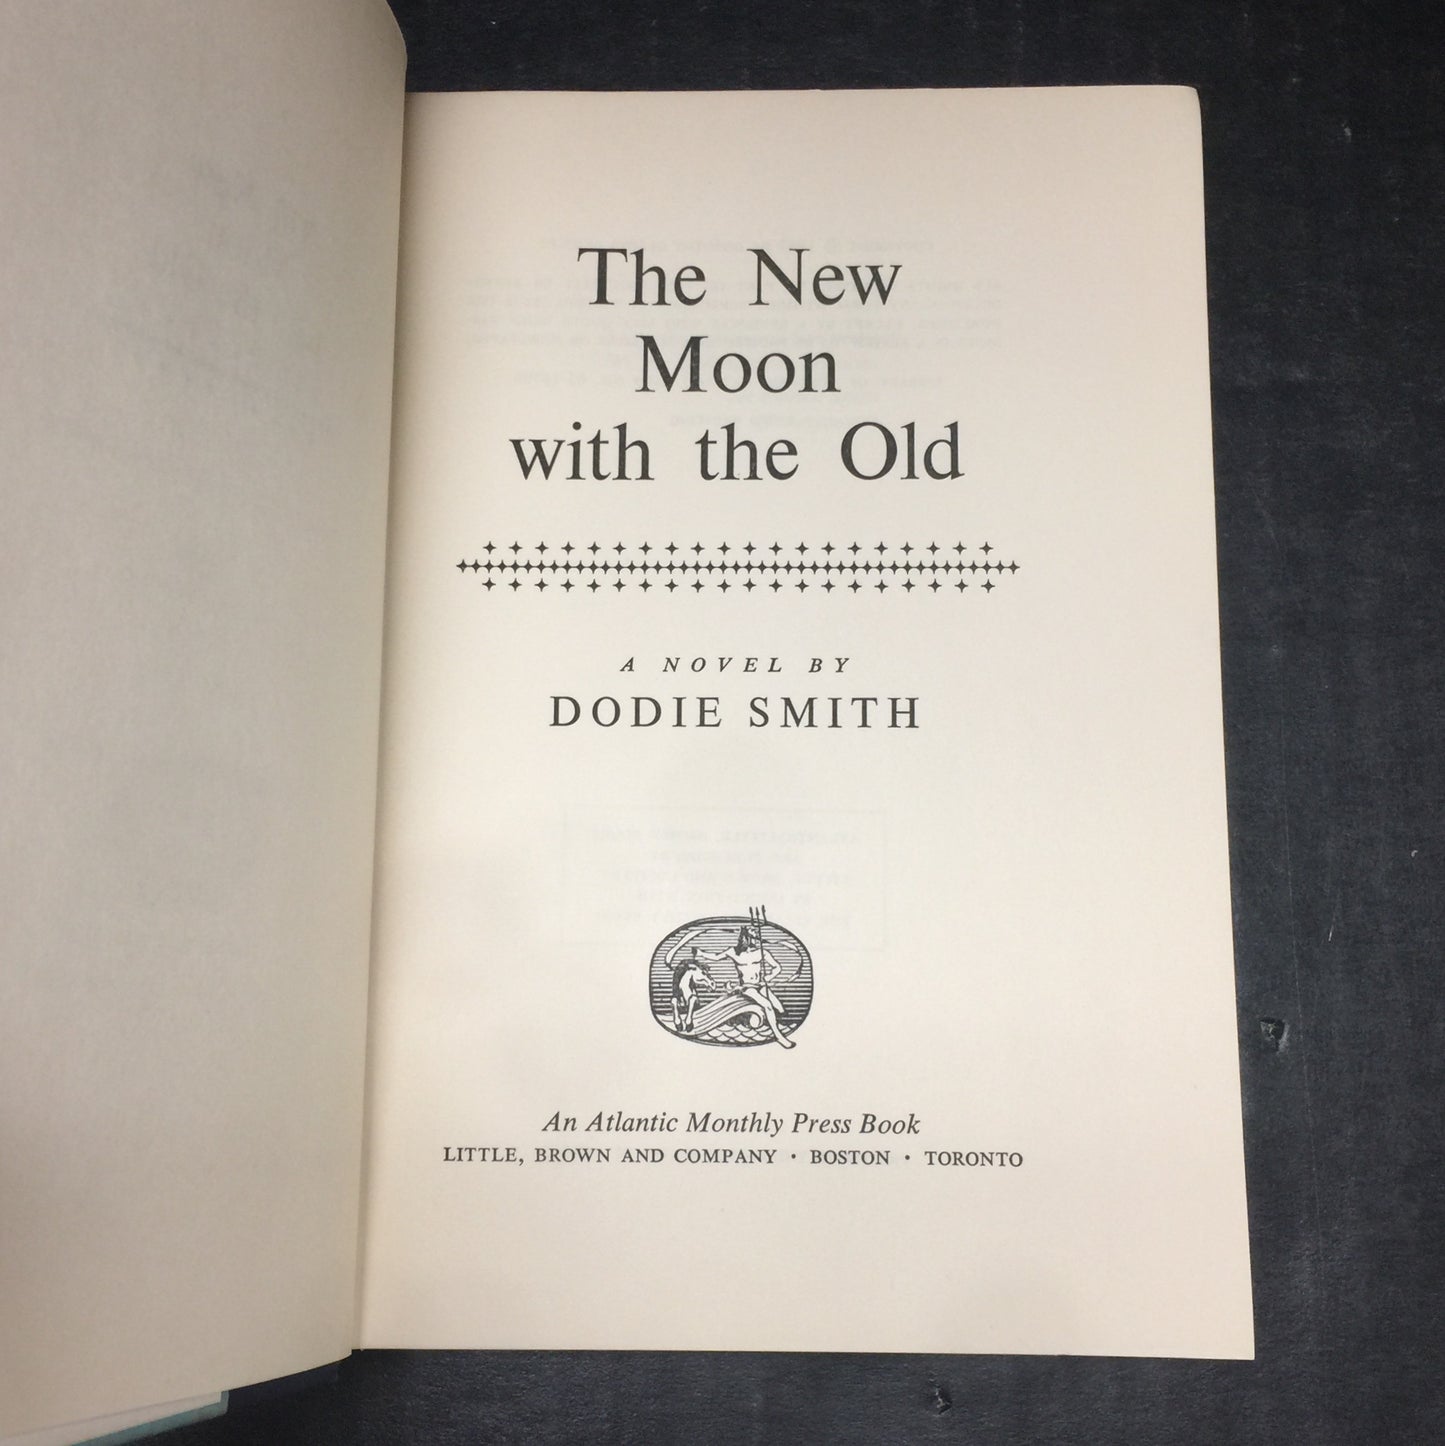 The New
Moon
with the Old
A NOVEL BY
DODIE SMITH
An Atlantic Monthly Press Book
LITTLE, BROWN AND COMPANY • BOSTON • TORONTO